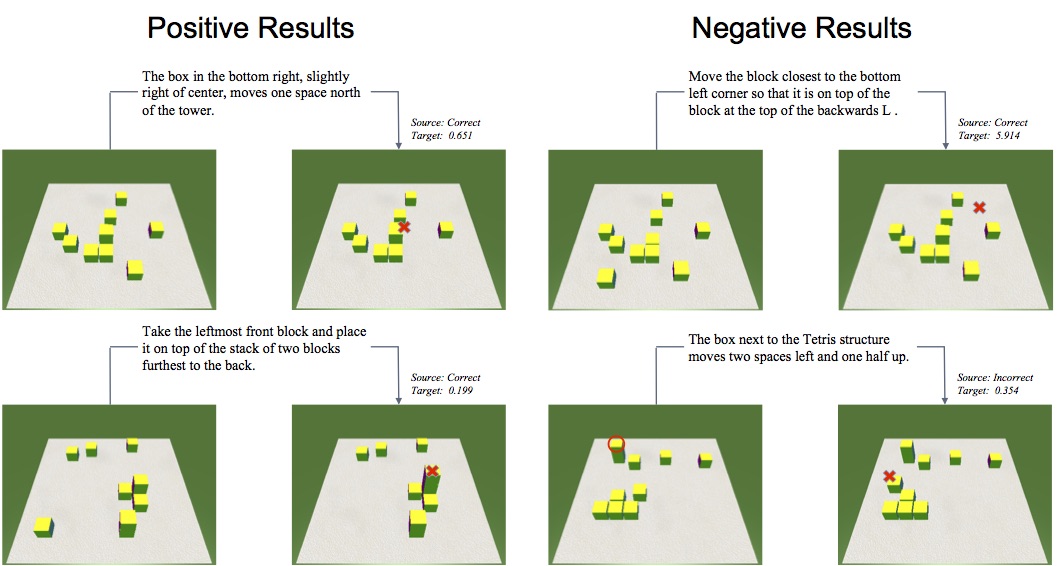 Positive Results
Negative Results
The box in the bottom right, slightly
right of center, moves one space north
of the tower.
Source: Correct
Target: 0.651
Move the block closest to the bottom
left corner so that it is on top of the
block at the top of the backwards L .
Source: Correct
Target: 5.914
Take the leftmost front block and place
it on top of the stack of two blocks
furthest to the back.
Source: Correct
Target: 0.199
The box next to the Tetris structure
moves two spaces left and one half up.
Source: Incorrect
Target: 0.354